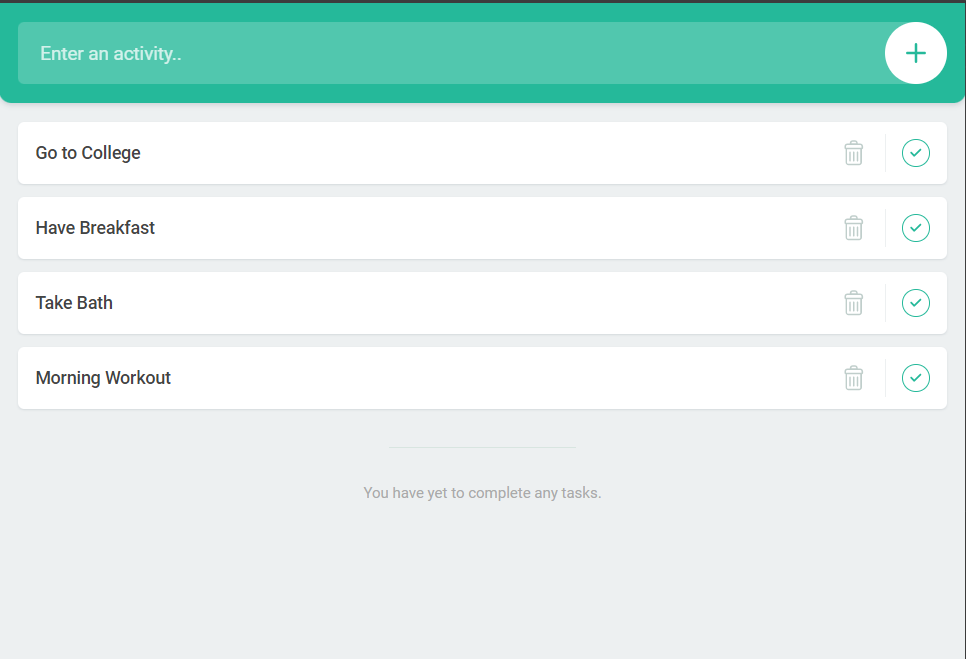 Enter an activity..
Go to College
Have Breakfast
Take Bath
Morning Workout
You have yet to complete any tasks.